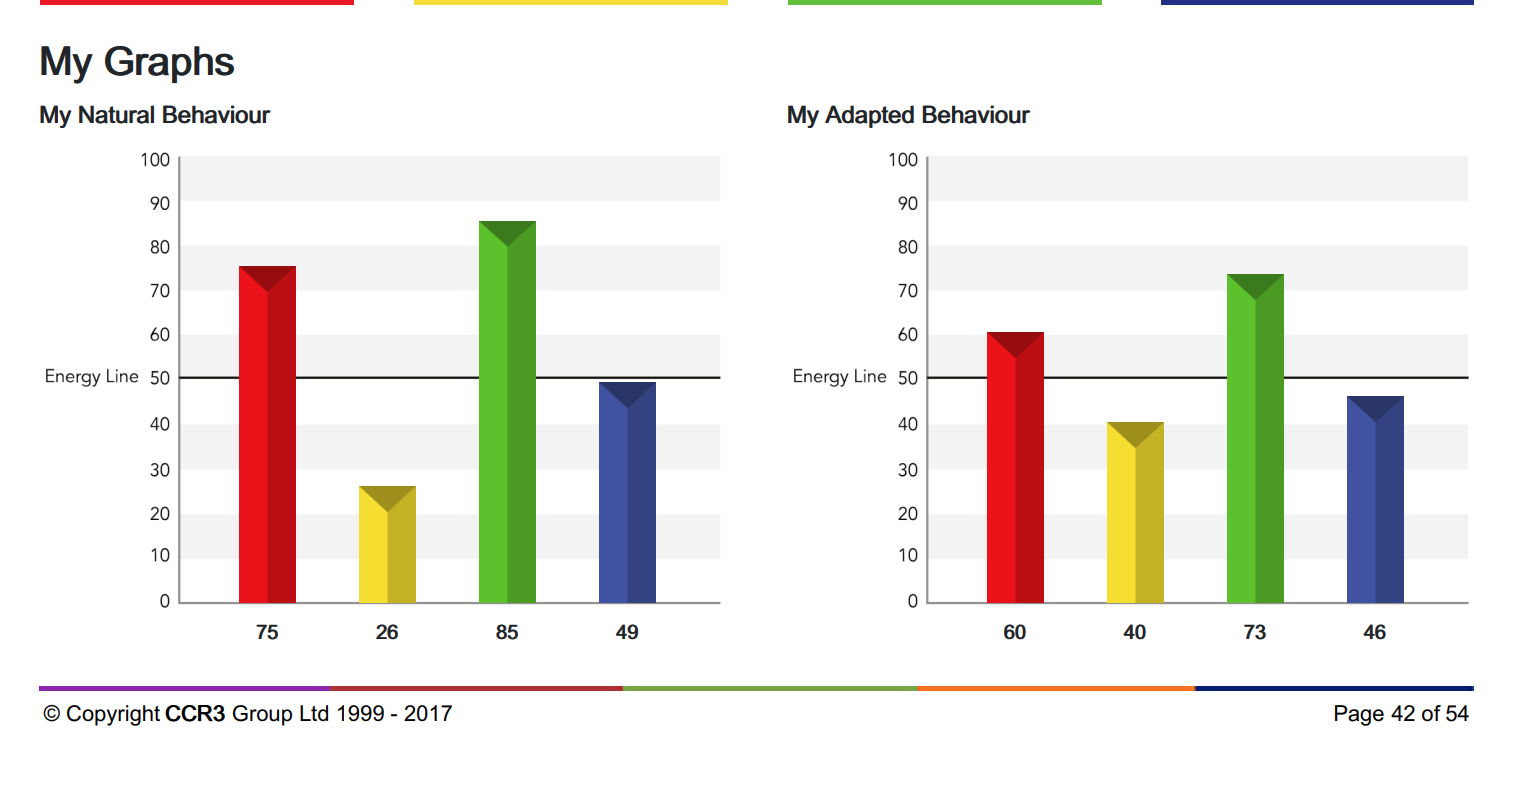 My Graphs
My Natural Behaviour
100
90
80
70
60
Energy Line 50
40
30
20
10
0
75 26 85 49
My Adapted Behaviour
100
90
80
70
60
Energy Line 50
40
30
20
10
0
60 40 73 46
© Copyright CCR3 Group Ltd 1999 - 2017
Page 42 of 54